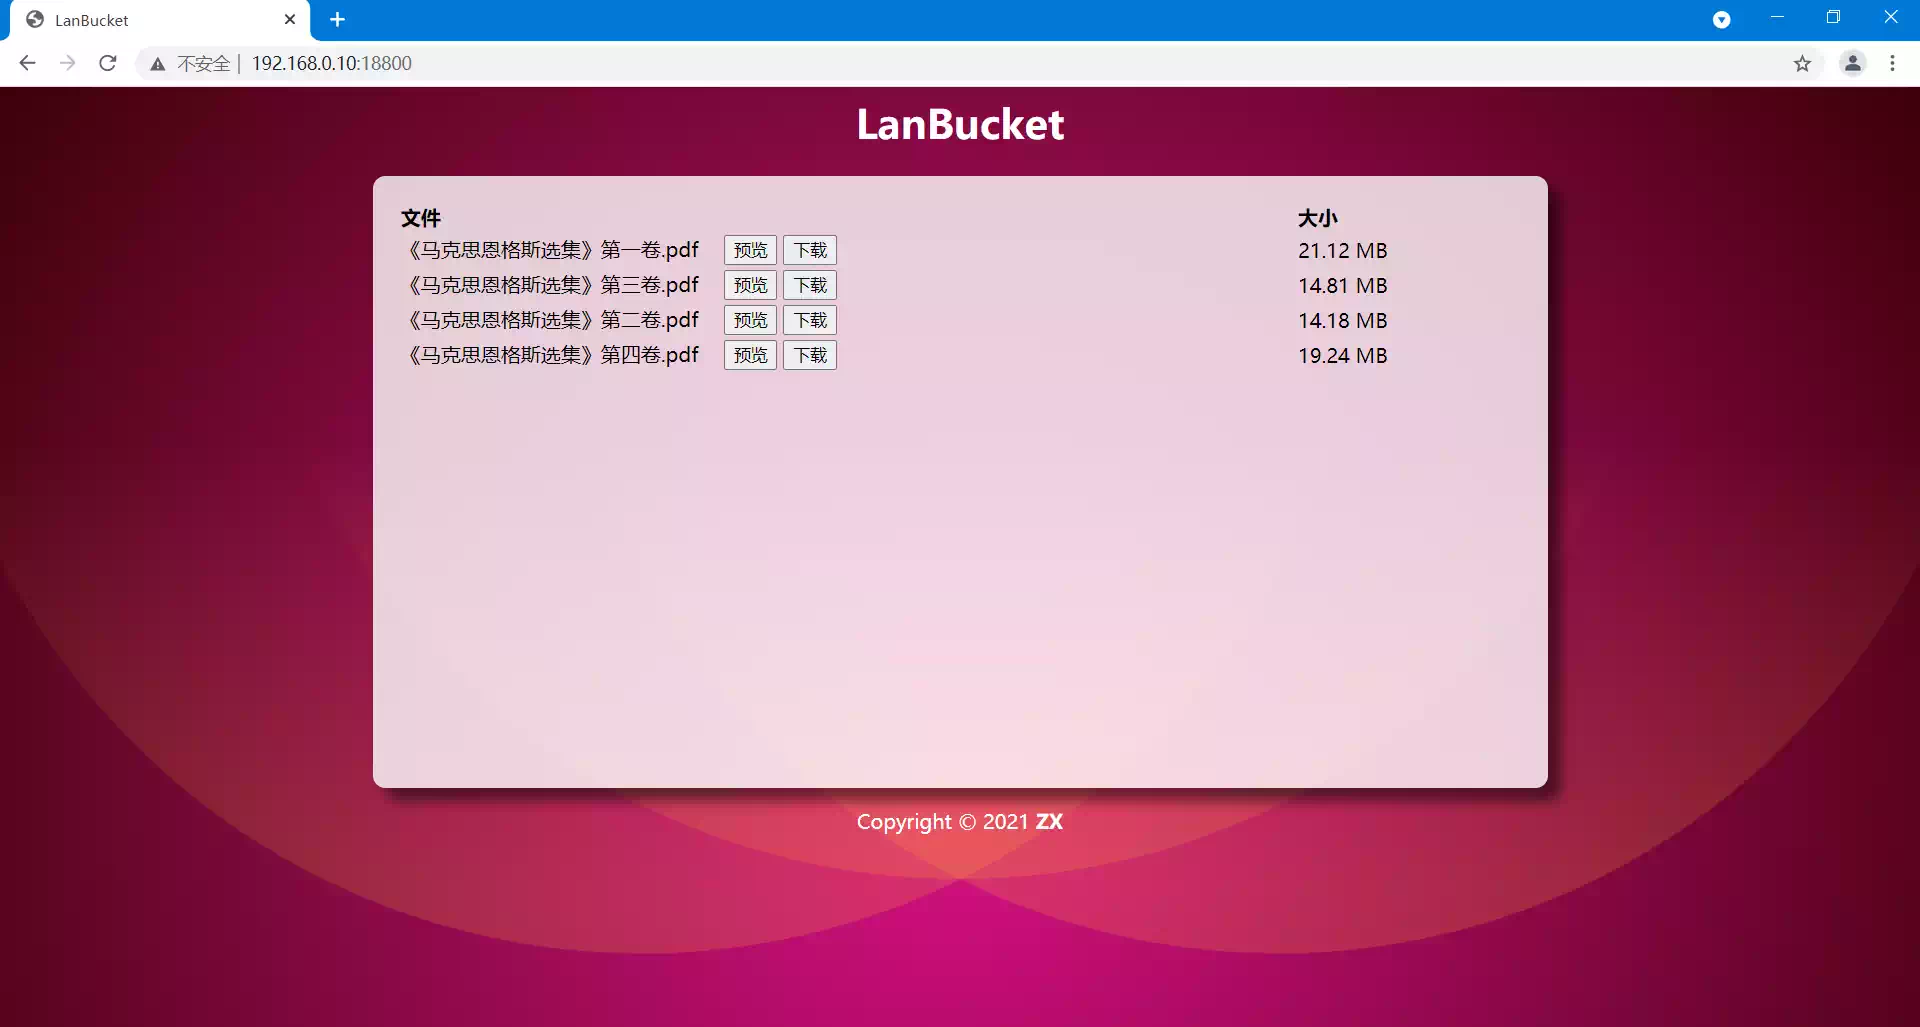 LanBucket
不安全 | 192.168.0.10:18800
LanBucket
文件 大小
《马克思恩格斯选集》第一卷.pdf 预览 下载 21.12 MB
《马克思恩格斯选集》第三卷.pdf 预览 下载 14.81 MB
《马克思恩格斯选集》第二卷.pdf 预览 下载 14.18 MB
《马克思恩格斯选集》第四卷.pdf 预览 下载 19.24 MB
Copyright © 2021 ZX